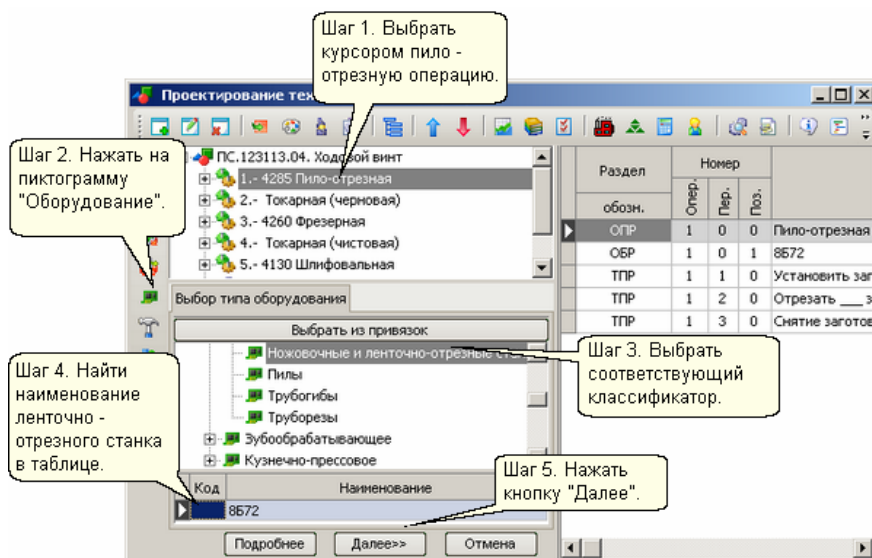 Шаг 1. Выбрать
курсором пило -
отрезную операцию.
Проектирование тех
Шаг 2. Нажать на
пиктограмму
"Оборудование".
ПС.123113.04. Ходовой винт
1.- 4285 Пило-отрезная
2.- Токарная (черновая)
3.- 4260 Фрезерная
4.- Токарная (чистовая)
5.- 4130 Шлифовальная
Раздел
Номер
обозн.
Опер.
Пер.
Поз.
ОПР 1 0 0 Пило-отрезная
ОБР 1 0 1 8Б72
ТПР 1 1 0 Установить заг
ТПР 1 2 0 Отрезать ___ з
ТПР 1 3 0 Снятие заготов
Выбор типа оборудования
Выбрать из привязок
Ножовочные и ленточно-отрезные ст
Пилы
Трубогибы
Труборезы
Зубообрабатывающее
Кузнечно-прессовое
Шаг 3. Выбрать
соответствующий
классификатор.
Шаг 4. Найти
наименование
ленточно -
отрезного станка
в таблице.
Шаг 5. Нажать
кнопку "Далее".
Код Наименование
8Б72
Подробнее Далее>> Отмена